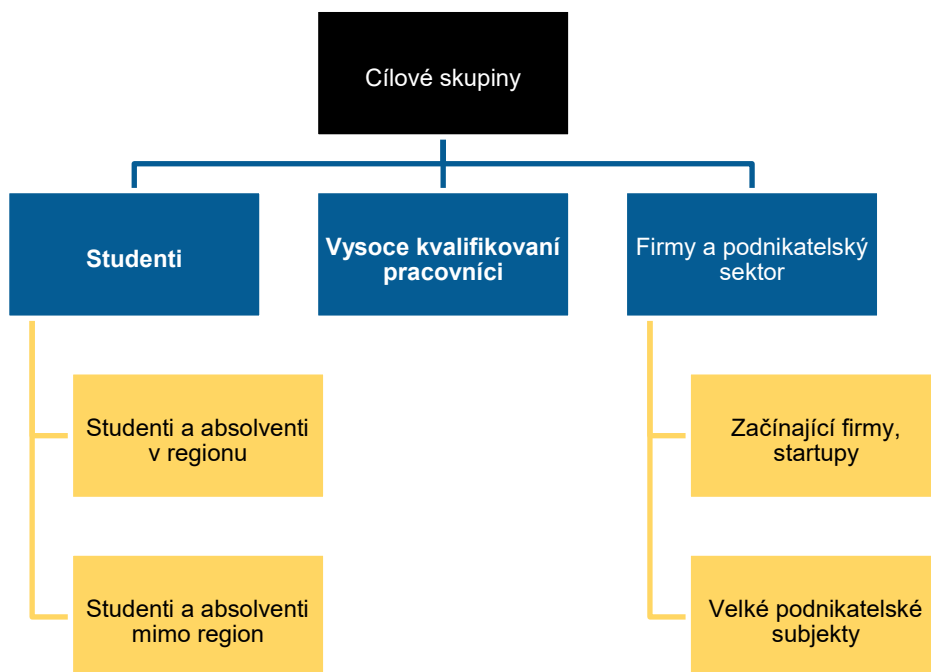 Cílové skupiny
Studenti
Vysoce kvalifikovaní
pracovníci
Firmy a podnikatelský
sektor
Studenti a absolventi
v regionu
Začínající firmy,
startupy
Studenti a absolventi
mimo region
Velké podnikatelské
subjekty